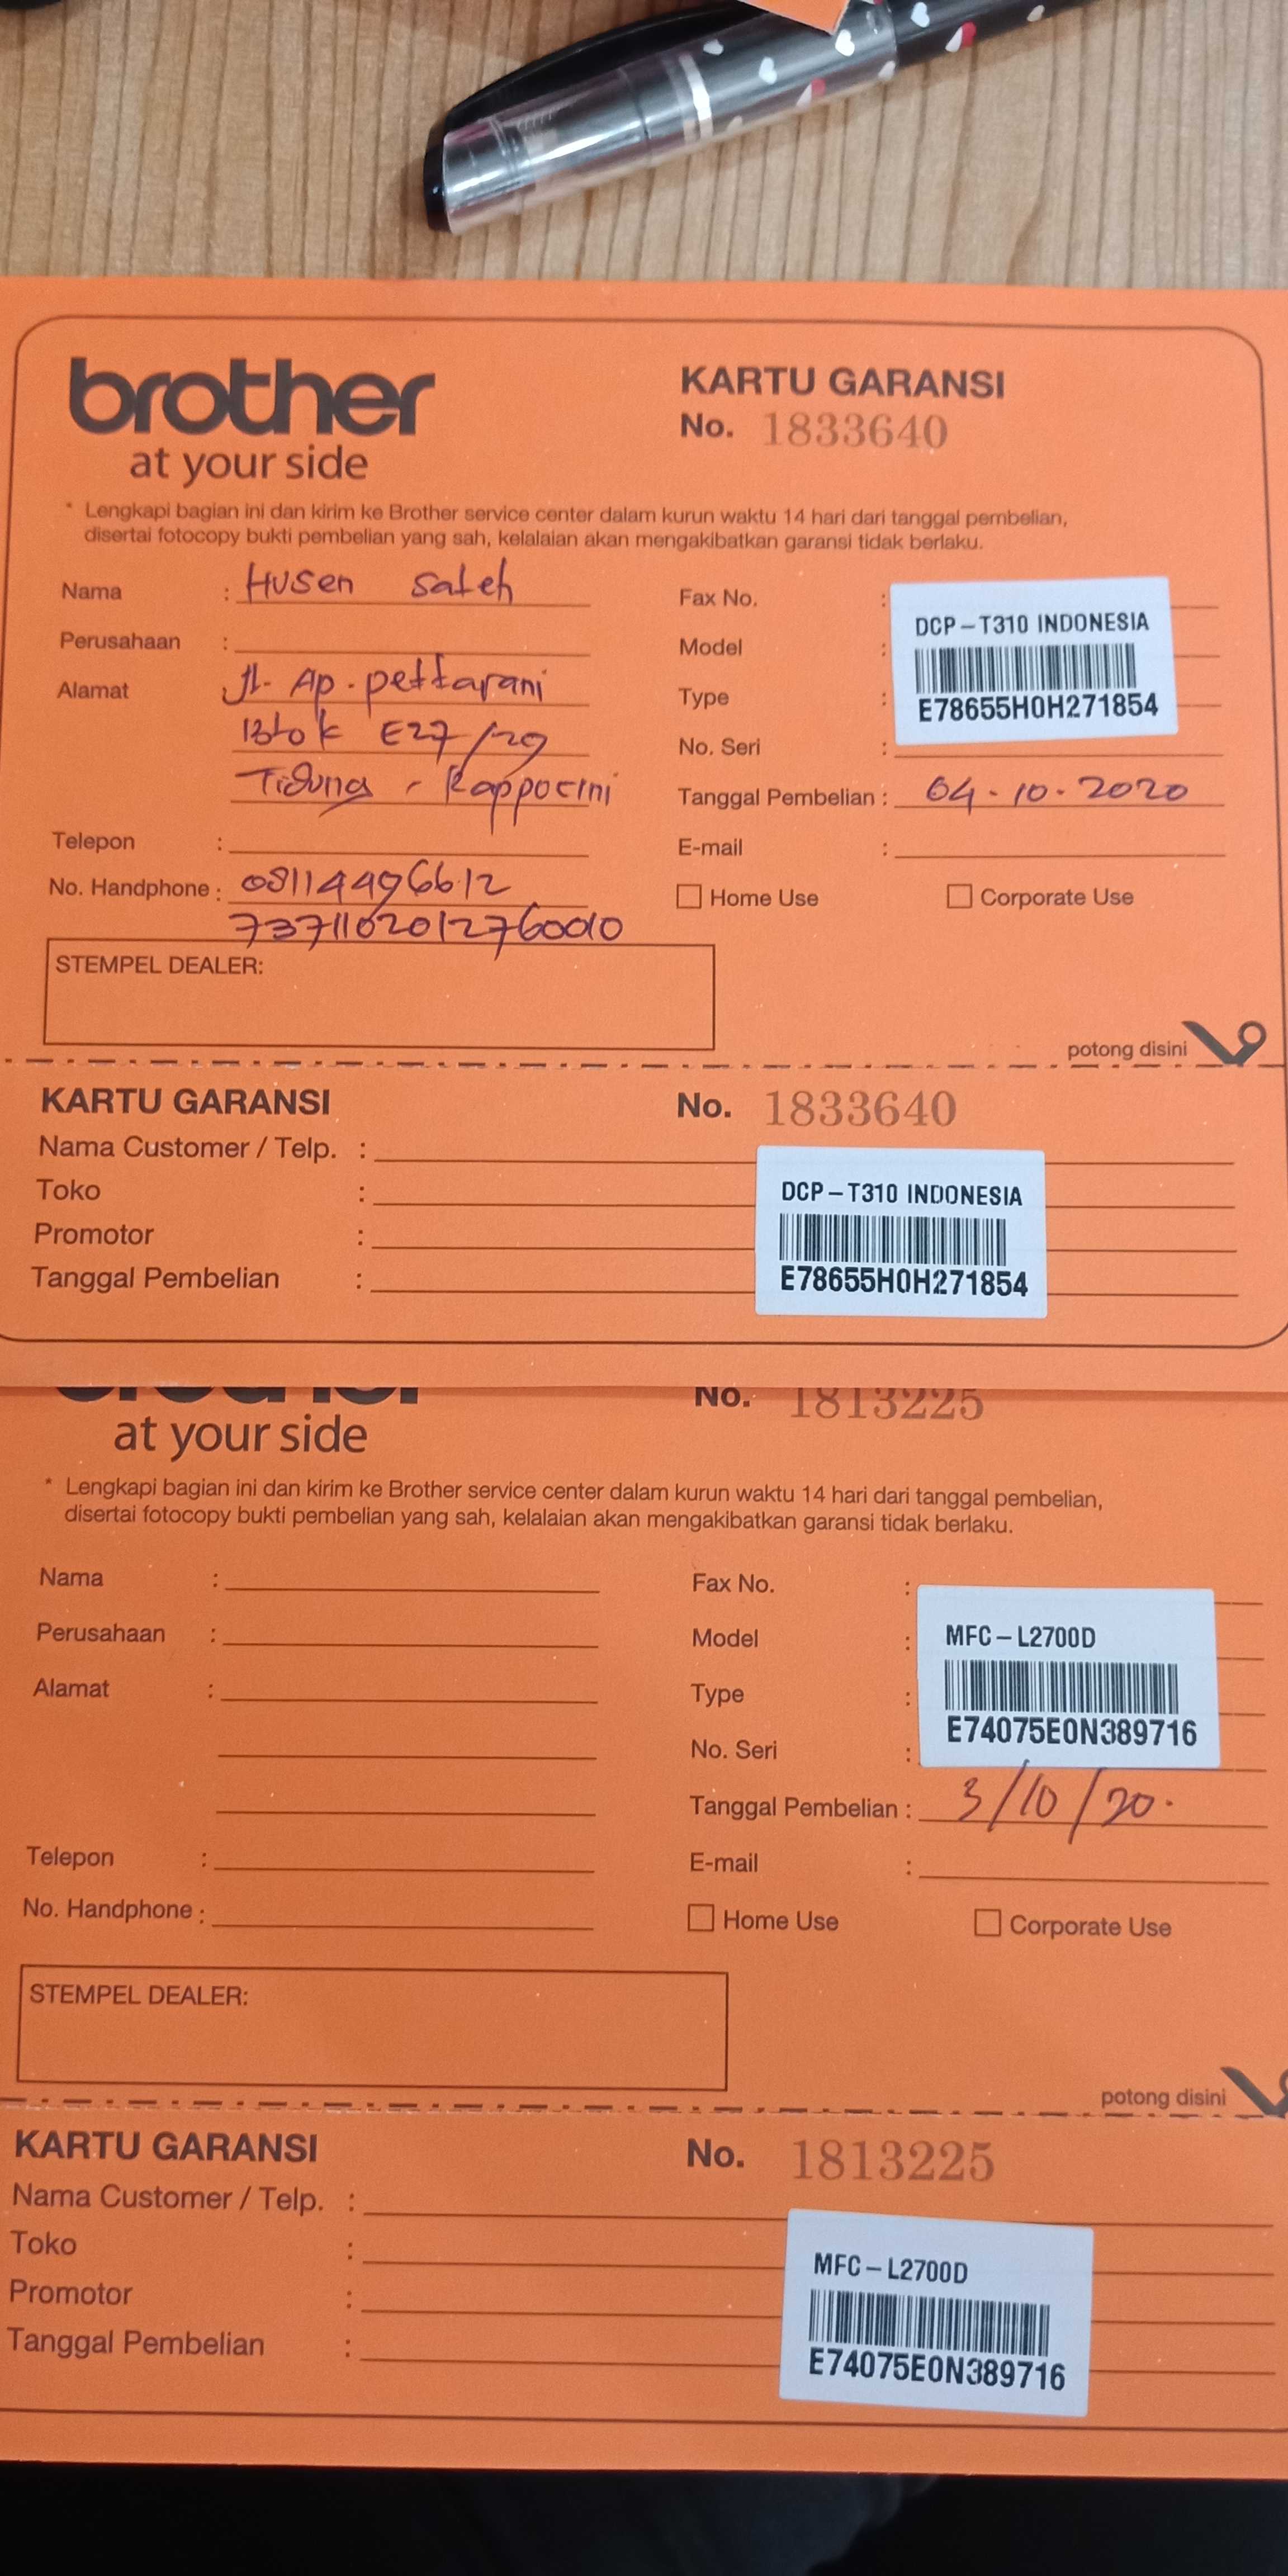 brother
at your side
KARTU GARANSI
No. 1833640
* Lengkapi bagian ini dan kirim ke Brother service center dalam kurun waktu 14 hari dari tanggal pembelian,
disertai fotocopy bukti pembelian yang sah, kelalaian akan mengakibatkan garansi tidak berlaku.
Nama : Husen Saleh
Perusahaan :
Alamat Jl. Ap. pettarani
Blok E27/29
Tidung - Rappocini
Telepon :
No. Handphone : 08114496612
7371102012760010
Fax No. :
Model :
Type :
No. Seri :
DCP-T310 INDONESIA
E78655H0H271854
Tanggal Pembelian : 04-10-2020
E-mail :
Home Use Corporate Use
STEMPEL DEALER:
potong disini
KARTU GARANSI No. 1833640
Nama Customer / Telp. :
Toko :
Promotor :
Tanggal Pembelian :
DCP-T310 INDONESIA
E78655H0H271854
brother
at your side
No. 1813225
* Lengkapi bagian ini dan kirim ke Brother service center dalam kurun waktu 14 hari dari tanggal pembelian,
disertai fotocopy bukti pembelian yang sah, kelalaian akan mengakibatkan garansi tidak berlaku.
Nama :
Perusahaan :
Alamat :
Telepon :
No. Handphone :
Fax No. :
Model :
Type :
No. Seri :
MFC-L2700D
E74075E0N389716
Tanggal Pembelian : 3/10/20.
E-mail :
Home Use Corporate Use
STEMPEL DEALER:
potong disini
KARTU GARANSI No. 1813225
Nama Customer / Telp. :
Toko :
Promotor :
Tanggal Pembelian :
MFC-L2700D
E74075E0N389716